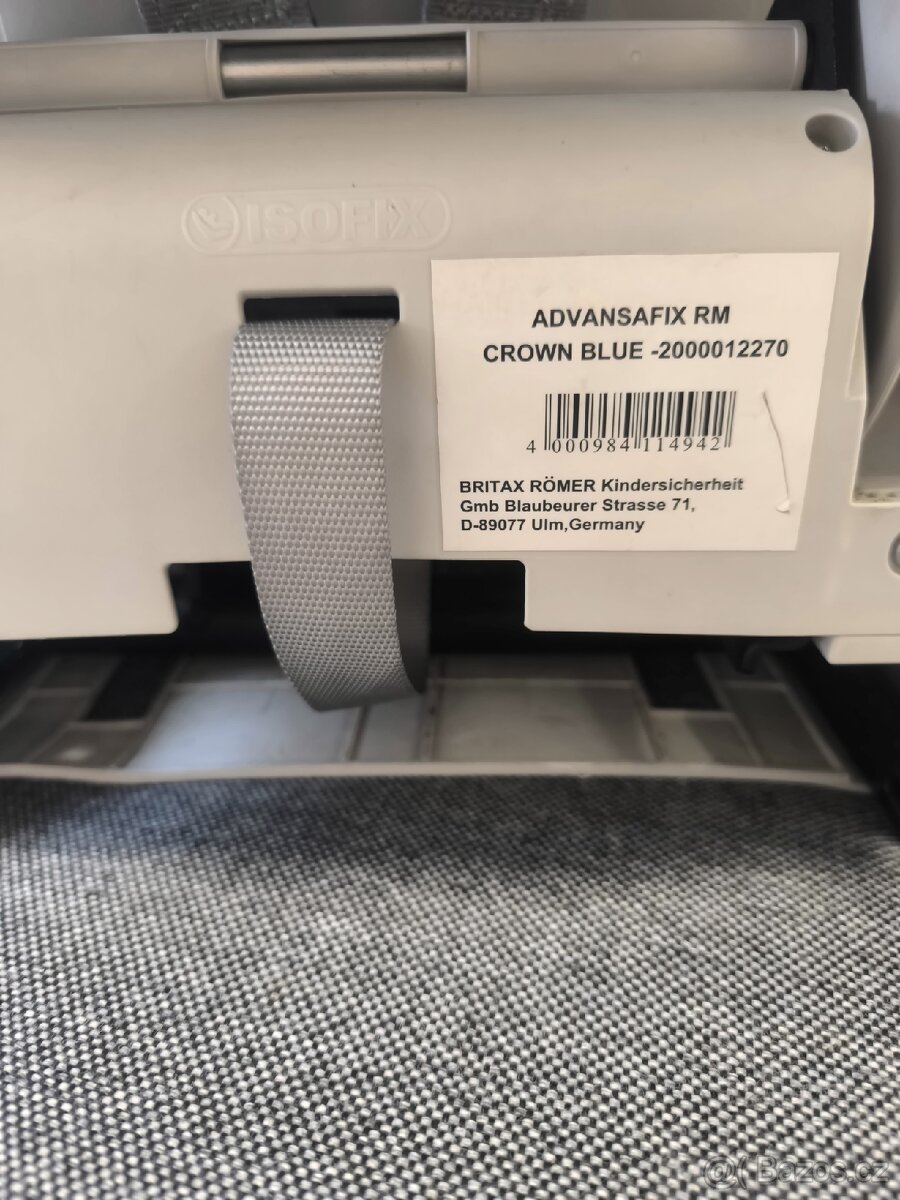 ISOFIX
ADVANSAFIX RM
CROWN BLUE -2000012270
4 000984 114942
BRITAX RÖMER Kindersicherheit
Gmb Blaubeurer Strasse 71,
D-89077 Ulm,Germany
Bazos.cz